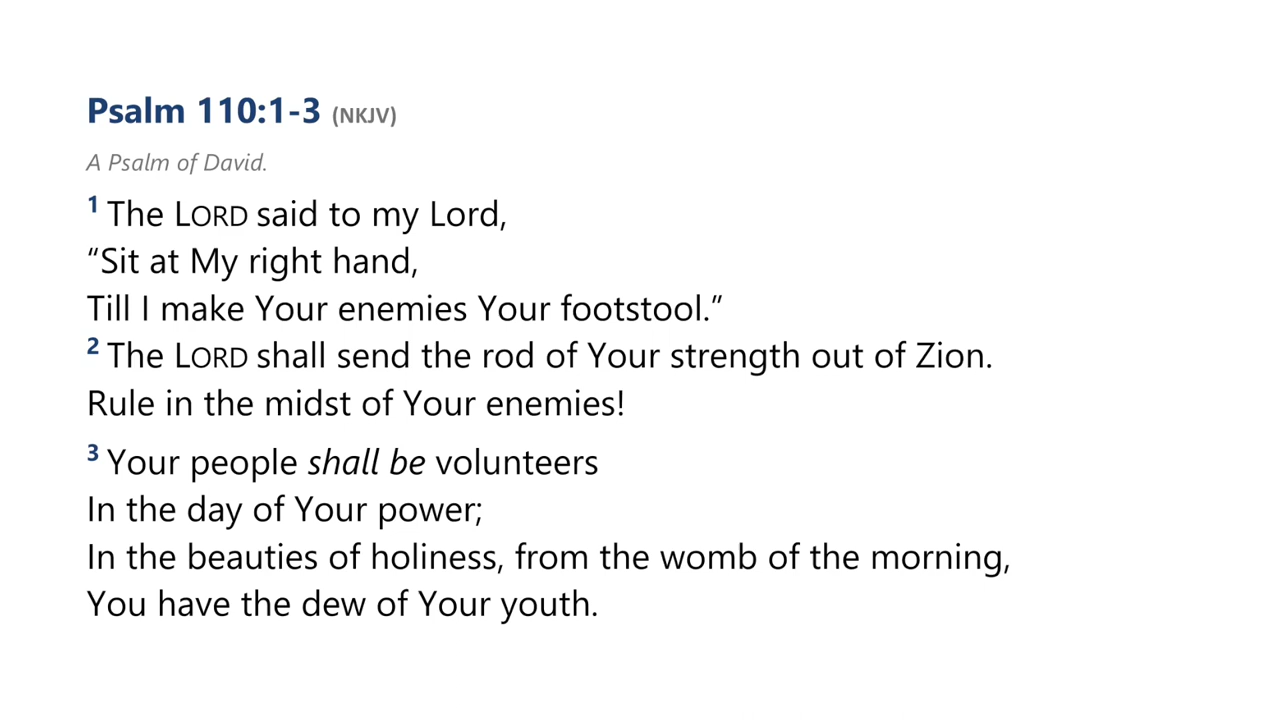 Psalm 110:1-3 (NKJV)
A Psalm of David.
1 The LORD said to my Lord,
“Sit at My right hand,
Till I make Your enemies Your footstool.”
2 The LORD shall send the rod of Your strength out of Zion.
Rule in the midst of Your enemies!
3 Your people shall be volunteers
In the day of Your power;
In the beauties of holiness, from the womb of the morning,
You have the dew of Your youth.